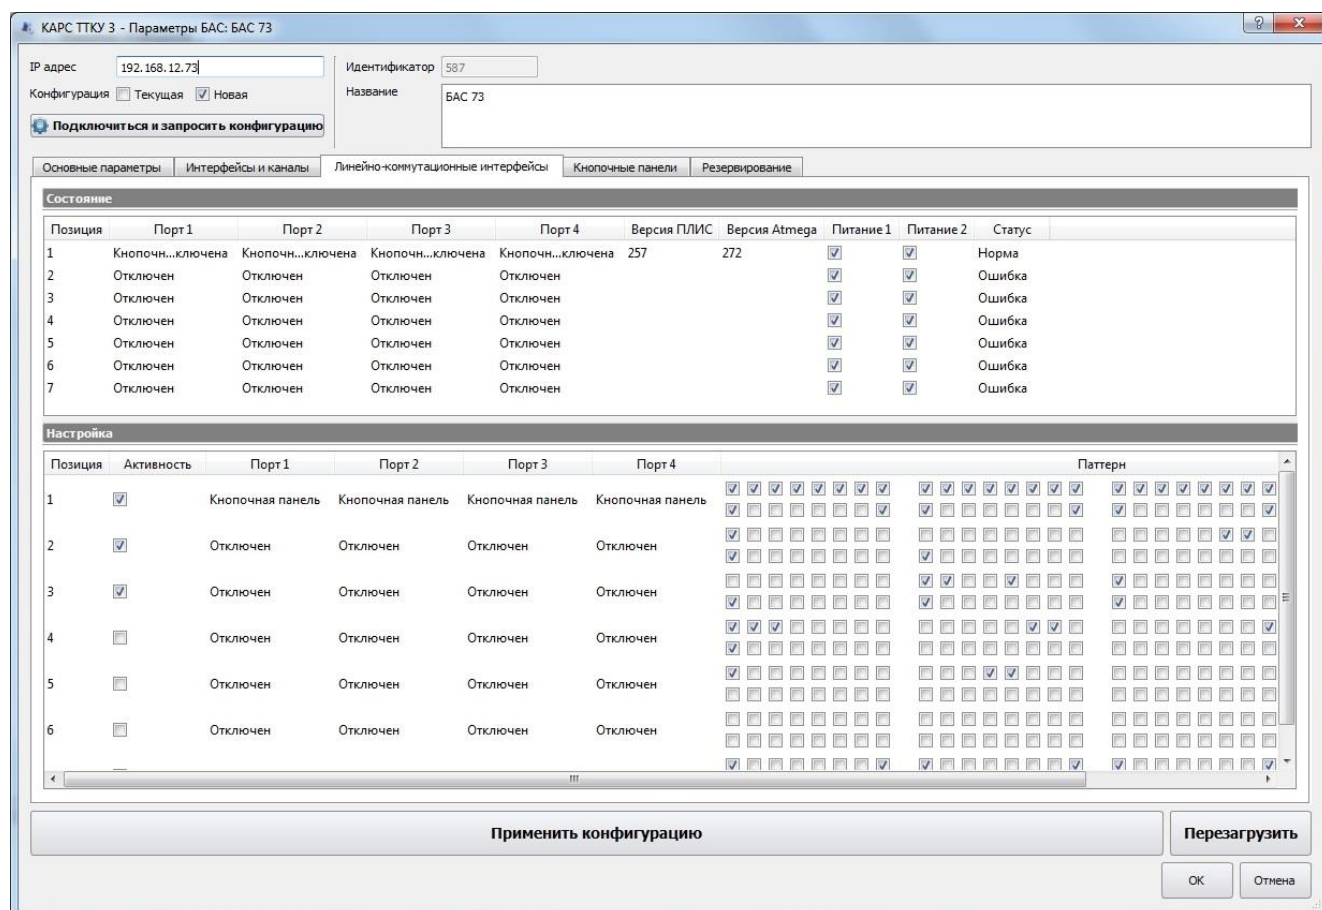 КАРС ТТКУ 3 - Параметры БАС: БАС 73
IP адрес 192.168.12.73 Идентификатор 587
Конфигурация Текущая Новая Название БАС 73
Подключиться и запросить конфигурацию
Основные параметры Интерфейсы и каналы Линейно-коммутационные интерфейсы Кнопочные панели Резервирование
Состояние
Позиция Порт 1 Порт 2 Порт 3 Порт 4 Версия ПЛИС Версия Atmega Питание 1 Питание 2 Статус
1 Кнопочн...ключена Кнопочн...ключена Кнопочн...ключена Кнопочн...ключена 257 272 Норма
2 Отключен Отключен Отключен Отключен Ошибка
3 Отключен Отключен Отключен Отключен Ошибка
4 Отключен Отключен Отключен Отключен Ошибка
5 Отключен Отключен Отключен Отключен Ошибка
6 Отключен Отключен Отключен Отключен Ошибка
7 Отключен Отключен Отключен Отключен Ошибка
Настройка
Позиция Активность Порт 1 Порт 2 Порт 3 Порт 4 Паттерн
1 Кнопочная панель Кнопочная панель Кнопочная панель Кнопочная панель
2 Отключен Отключен Отключен Отключен
3 Отключен Отключен Отключен Отключен
4 Отключен Отключен Отключен Отключен
5 Отключен Отключен Отключен Отключен
6 Отключен Отключен Отключен Отключен
Применить конфигурацию Перезагрузить
ОК Отмена